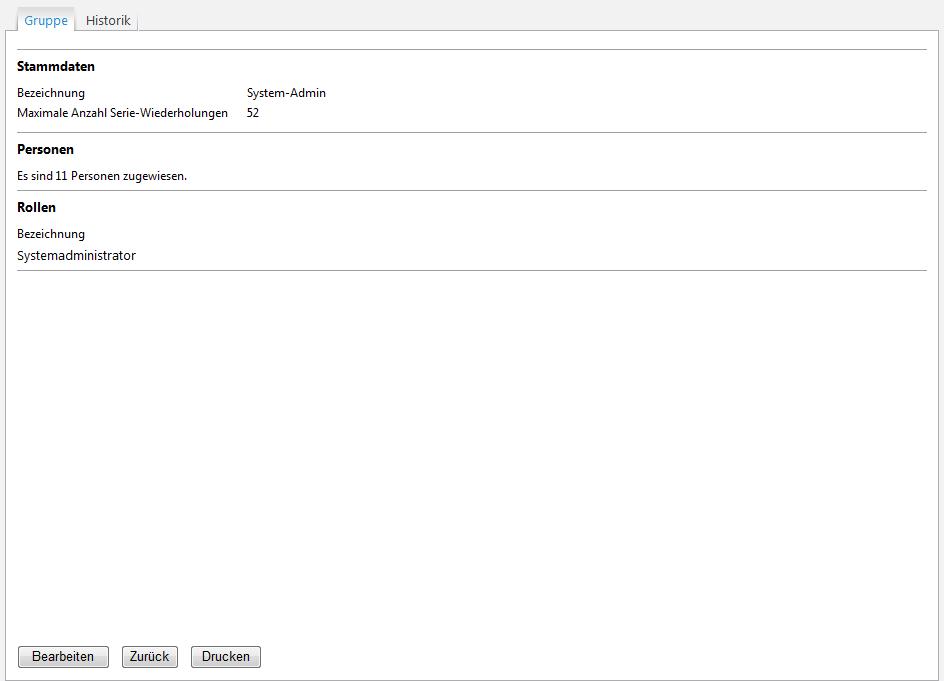 Gruppe Historik
Stammdaten
Bezeichnung System-Admin
Maximale Anzahl Serie-Wiederholungen 52
Personen
Es sind 11 Personen zugewiesen.
Rollen
Bezeichnung
Systemadministrator
Bearbeiten Zurück Drucken